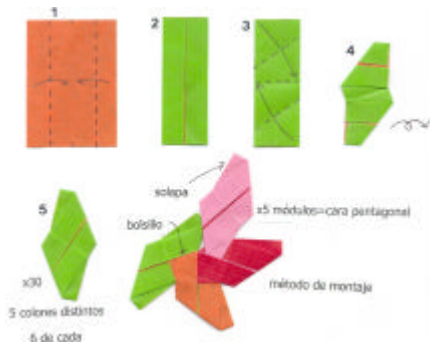 1
2
3
4
5
solapa
bolsillo
x5 módulos=cara pentagonal
x30
5 colores distintos
6 de cada
método de montaje